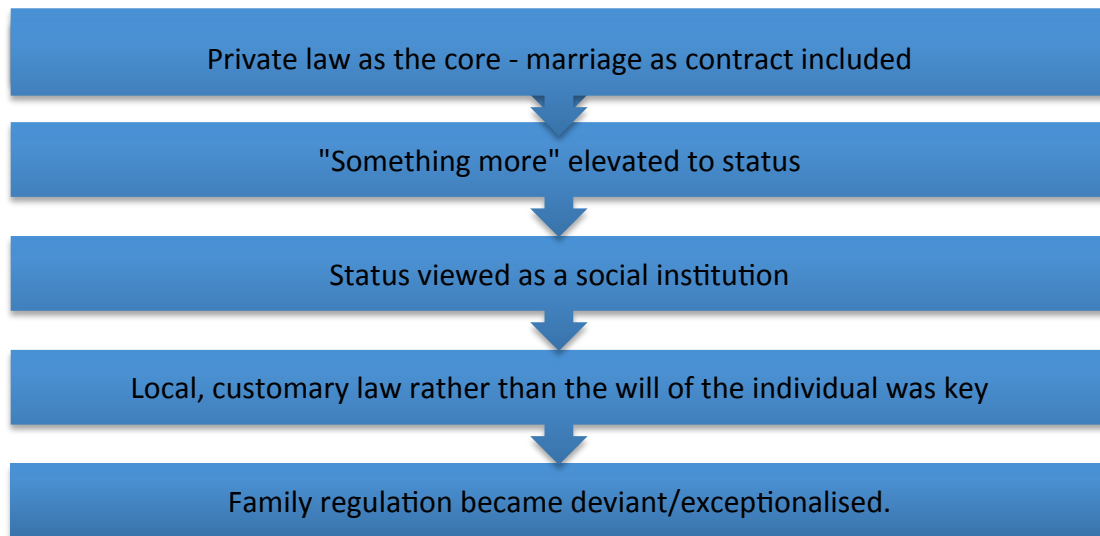 Private law as the core - marriage as contract included
"Something more" elevated to status
Status viewed as a social institution
Local, customary law rather than the will of the individual was key
Family regulation became deviant/exceptionalised.